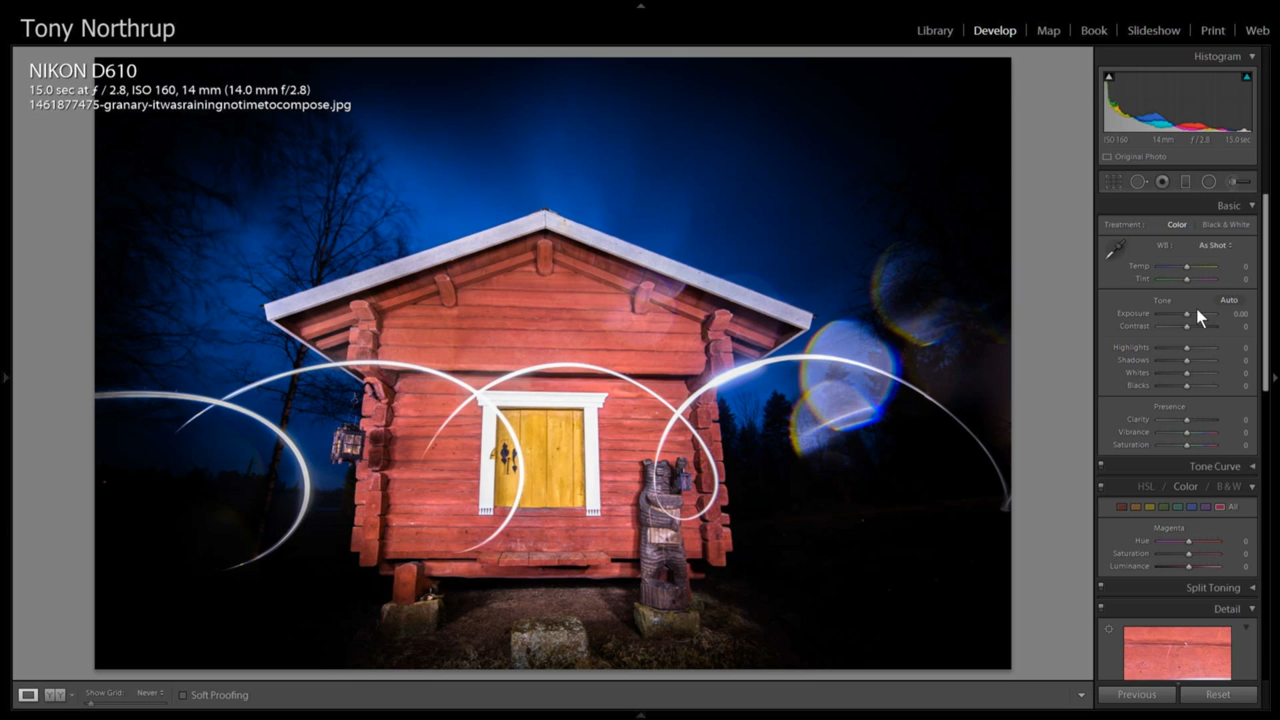 Tony Northrup
Library | Develop | Map | Book | Slideshow | Print | Web
NIKON D610
15.0 sec at ƒ / 2.8, ISO 160, 14 mm (14.0 mm f/2.8)
1461877475-granary-itwasrainingnotimetocompose.jpg
Histogram
ISO 160 14 mm ƒ / 2.8 15.0 sec
Original Photo
Basic
Treatment : Color Black & White
WB : As Shot
Temp 0
Tint 0
Tone Auto
Exposure 0.00
Contrast 0
Highlights 0
Shadows 0
Whites 0
Blacks 0
Presence
Clarity 0
Vibrance 0
Saturation 0
Tone Curve
HSL / Color / B & W
All
Magenta
Hue 0
Saturation 0
Luminance 0
Split Toning
Detail
YY Show Grid: Never Soft Proofing
Previous Reset